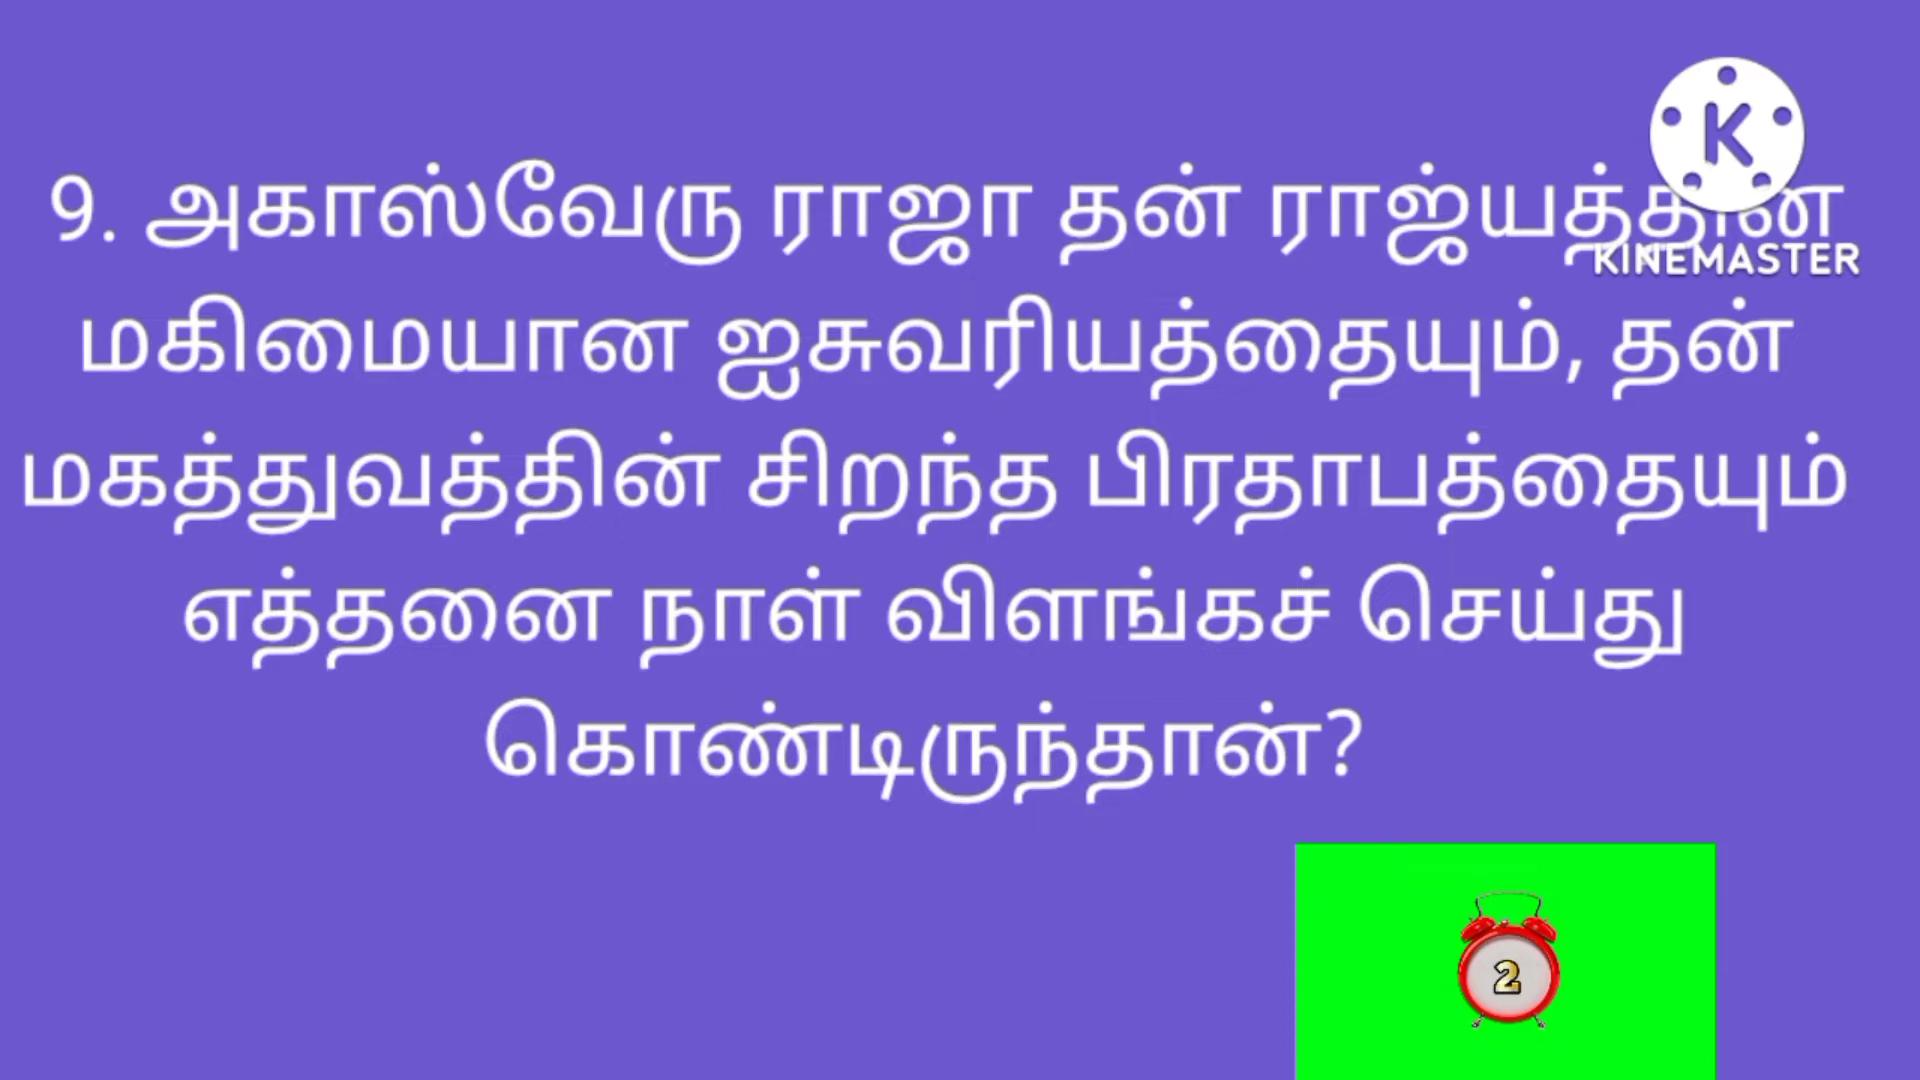 9. அகாஸ்வேரு ராஜா தன் ராஜ்யத்தின்
மகிமையான ஐசுவரியத்தையும், தன்
மகத்துவத்தின் சிறந்த பிரதாபத்தையும்
எத்தனை நாள் விளங்கச் செய்து
கொண்டிருந்தான்?
K
KINEMASTER
2